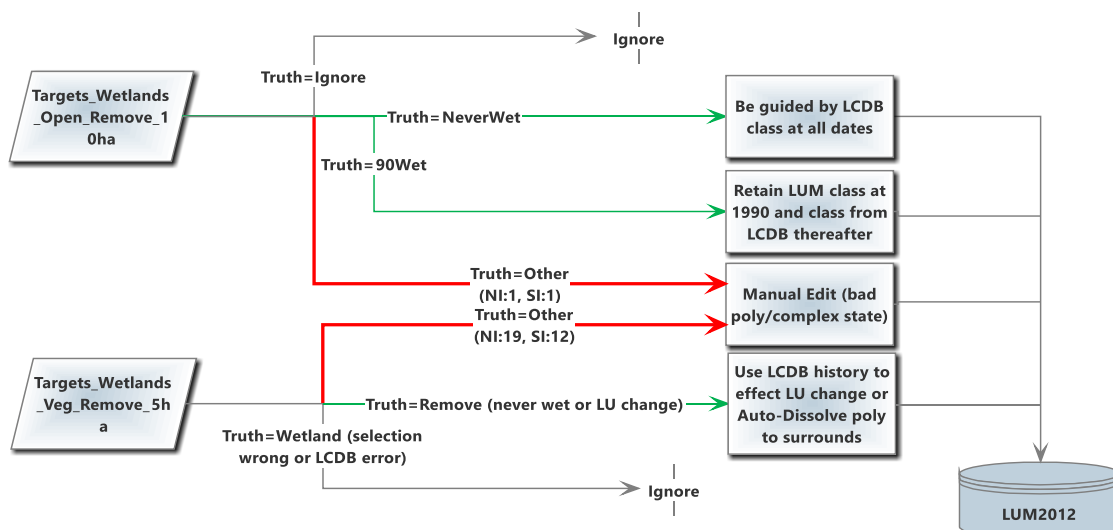 Ignore
Truth=Ignore
Targets_Wetlands
_Open_Remove_1
0ha
Truth=NeverWet
Be guided by LCDB
class at all dates
Truth=90Wet
Retain LUM class at
1990 and class from
LCDB thereafter
Truth=Other
(NI:1, SI:1)
Manual Edit (bad
poly/complex state)
Truth=Other
(NI:19, SI:12)
Targets_Wetlands
_Veg_Remove_5h
a
Truth=Remove (never wet or LU change)
Use LCDB history to
effect LU change or
Auto-Dissolve poly
to surrounds
Truth=Wetland (selection
wrong or LCDB error)
Ignore
LUM2012